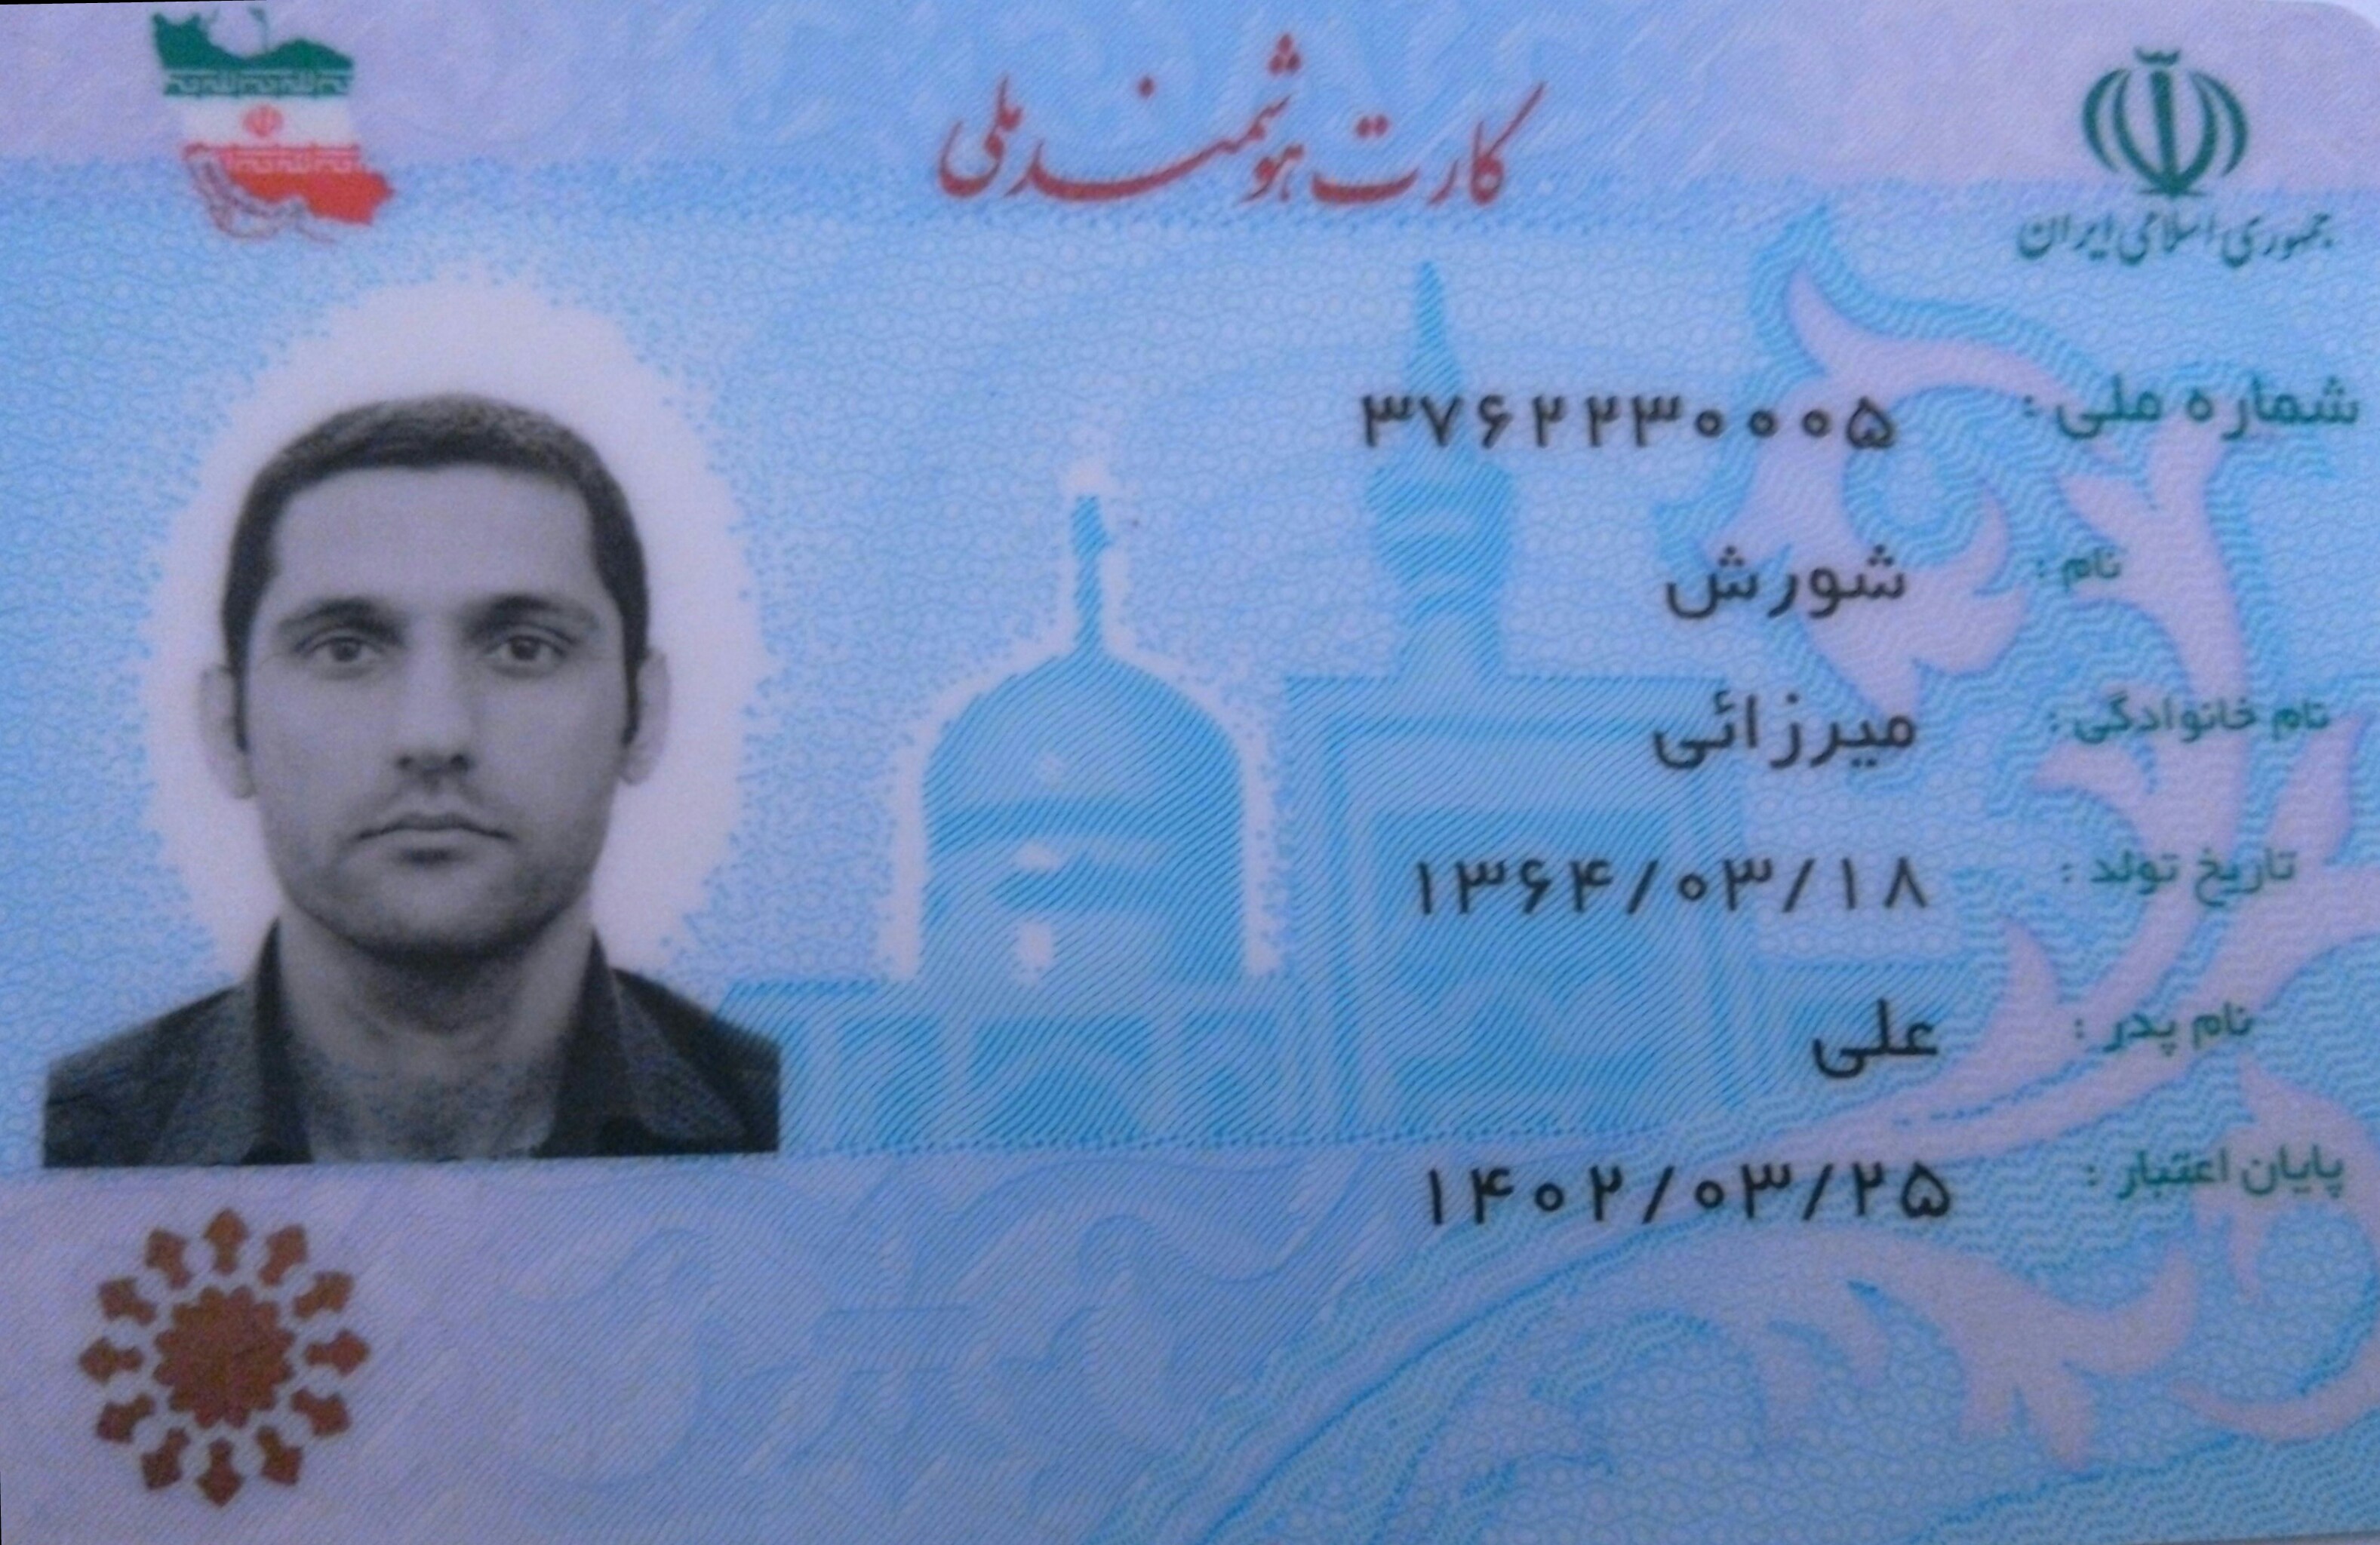 کارت هوشمند ملی
جمهوری اسلامی ایران
شماره ملی : ۳۷۶۲۲۳۰۰۰۵
نام : شورش
نام خانوادگی : میرزائی
تاریخ تولد : ۱۳۶۴/۰۳/۱۸
نام پدر : علی
پایان اعتبار : ۱۴۰۲/۰۳/۲۵